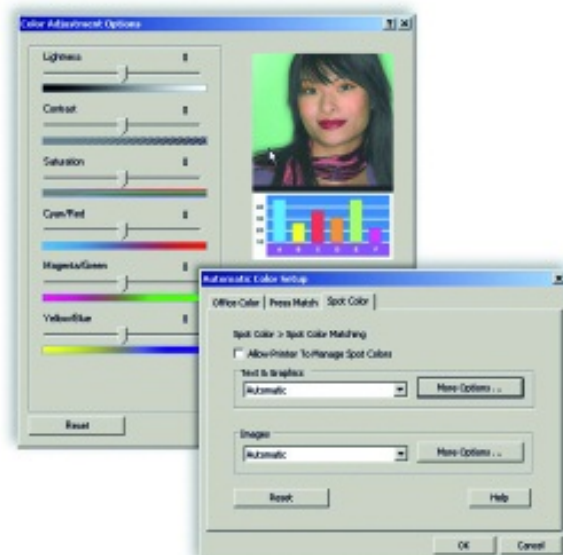 Color Adjustment Options
Lightness 0
Contrast 0
Saturation 0
Cyan/Red 0
Magenta/Green 0
Yellow/Blue 0
Reset
Automatic Color Setup
Office Color Press Match Spot Color
Spot Color > Spot Color Matching
Allow Printer To Manage Spot Colors
Text & Graphics
Automatic More Options...
Images
Automatic More Options...
Reset Help
OK Cancel